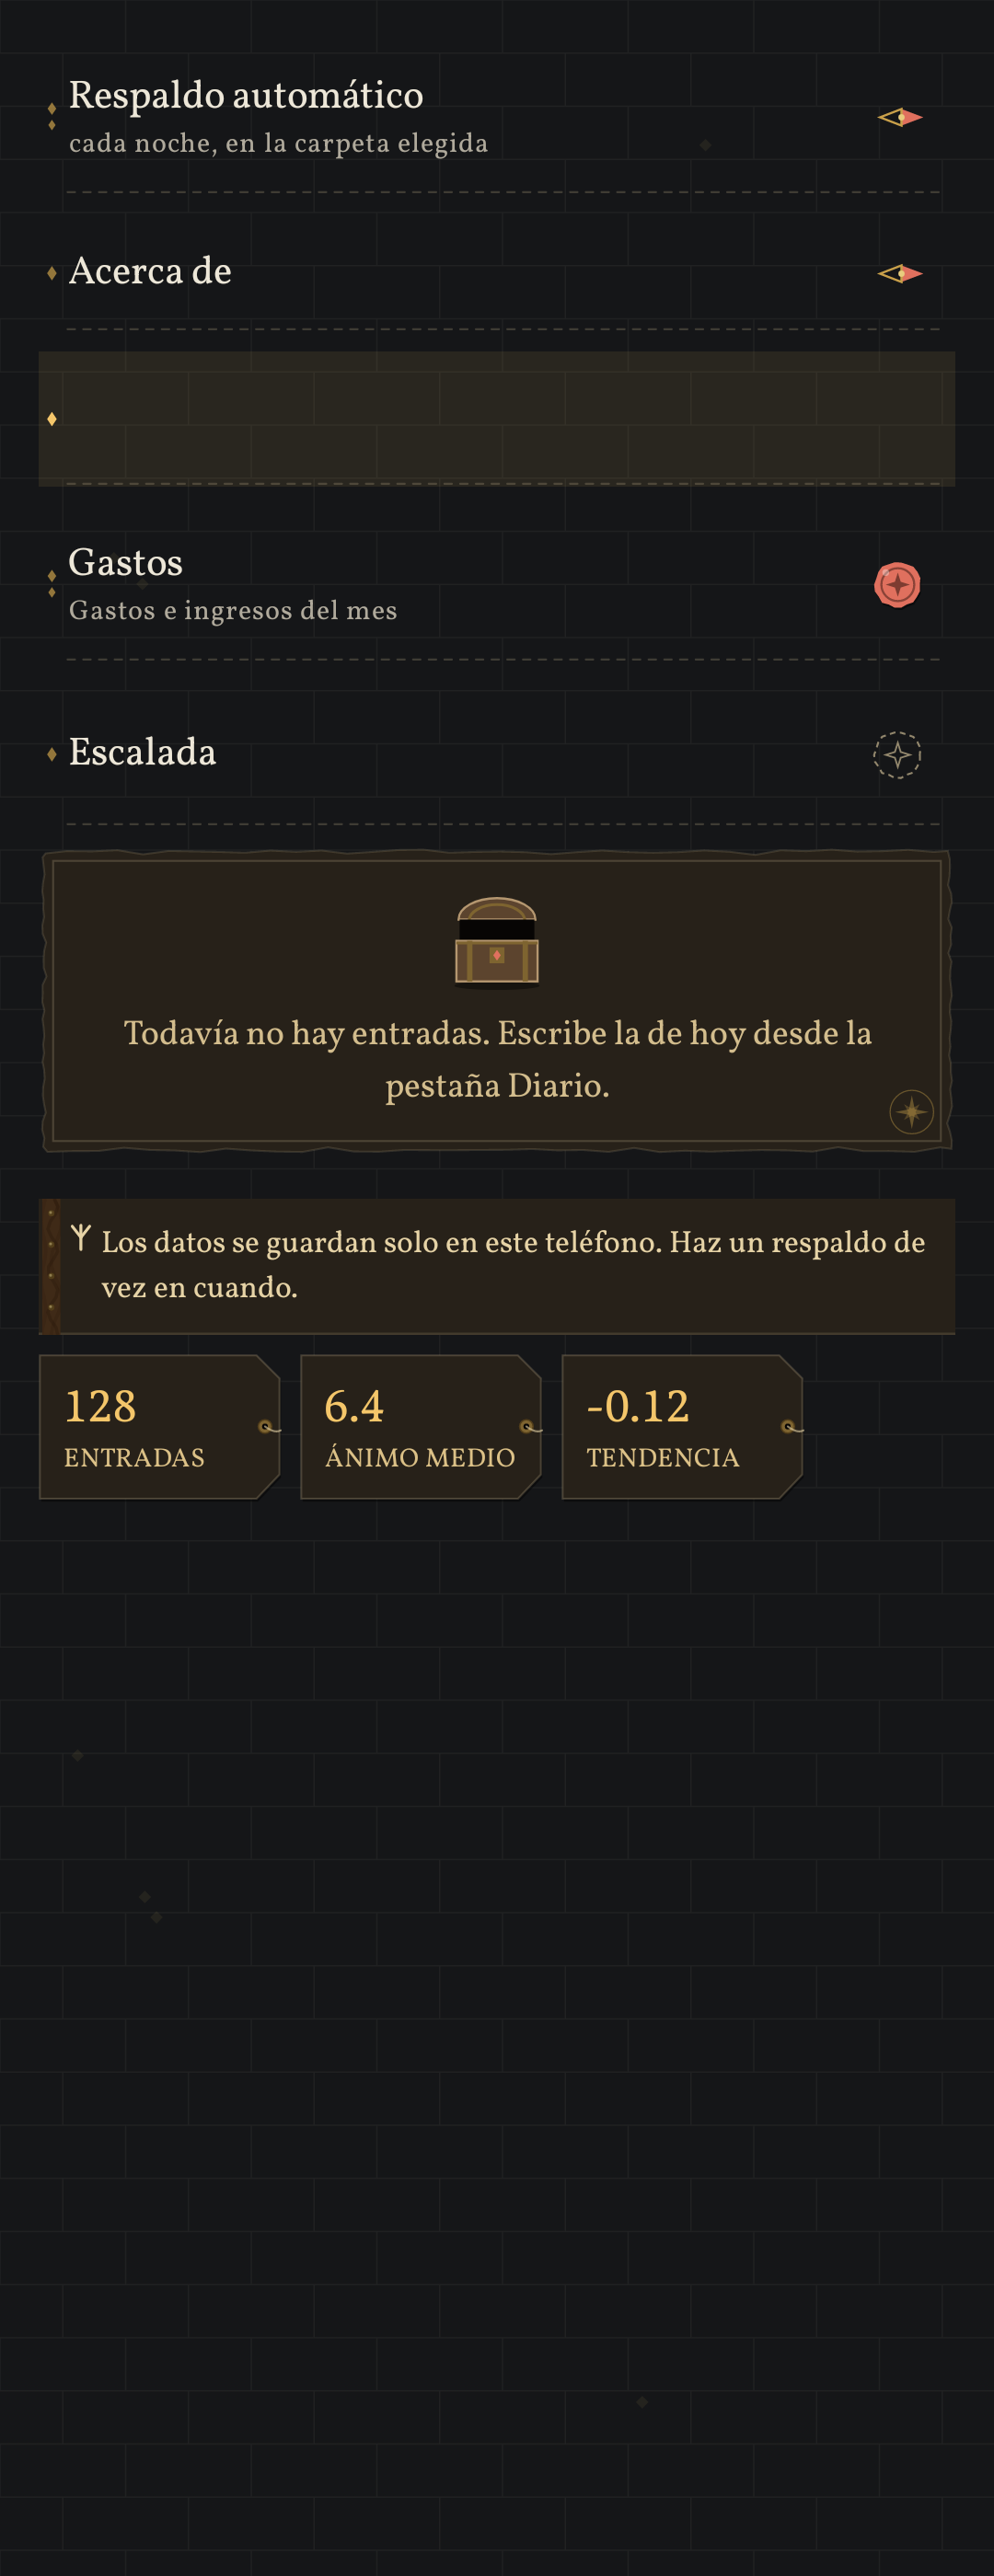 Respaldo automático
cada noche, en la carpeta elegida
Acerca de
Gastos
Gastos e ingresos del mes
Escalada
Todavía no hay entradas. Escribe la de hoy desde la
pestaña Diario.
Los datos se guardan solo en este teléfono. Haz un respaldo de
vez en cuando.
128
ENTRADAS
6.4
ÁNIMO MEDIO
-0.12
TENDENCIA